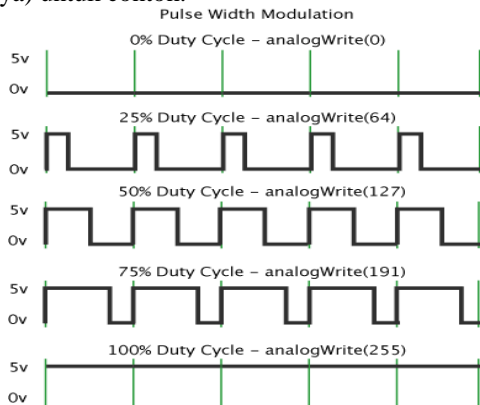 untuk contoh.
Pulse Width Modulation
0% Duty Cycle – analogWrite(0)
5v
0v
25% Duty Cycle – analogWrite(64)
5v
0v
50% Duty Cycle – analogWrite(127)
5v
0v
75% Duty Cycle – analogWrite(191)
5v
0v
100% Duty Cycle – analogWrite(255)
5v
0v